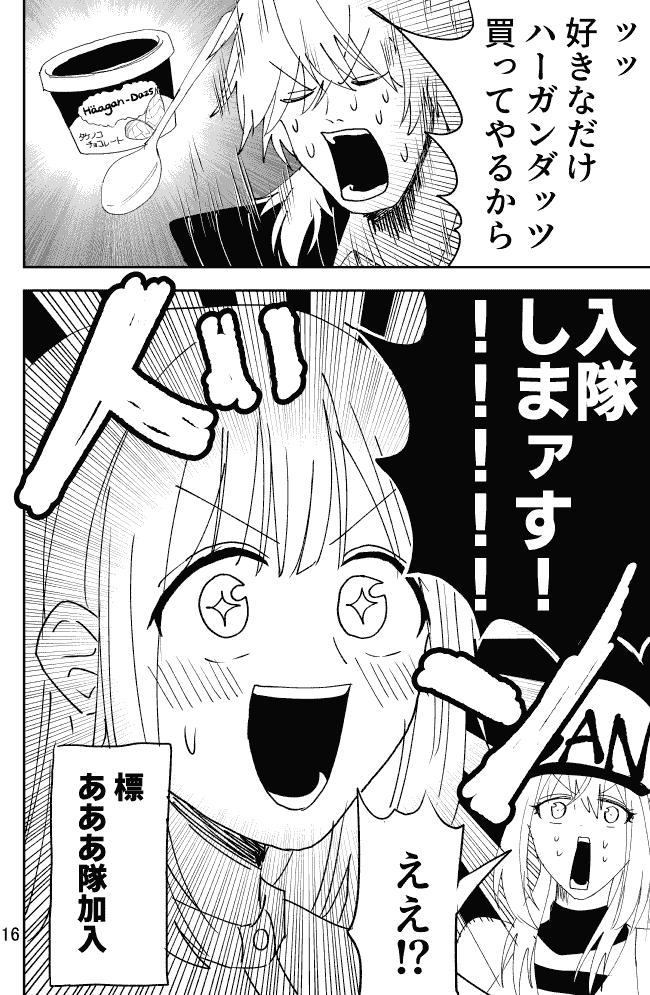 ッッ
好きなだけ
ハーガンダッツ
買ってやるから
Häagan-Dazs
タケノコ
チョコレート
入隊
しまァす！
！！！！！！
ドン
ええ!?
標
あああ隊加入
16